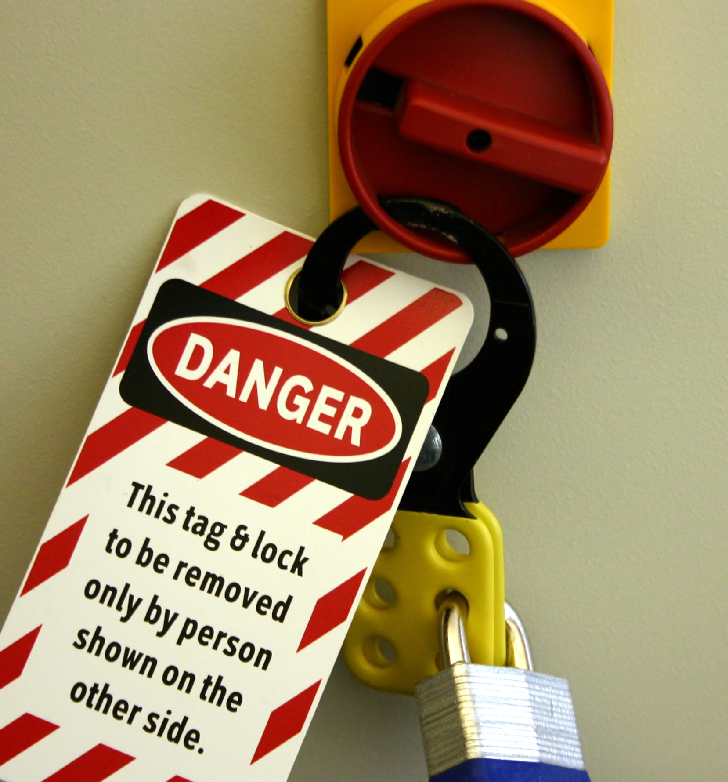 DANGER
This tag & lock
to be removed
only by person
shown on the
other side.